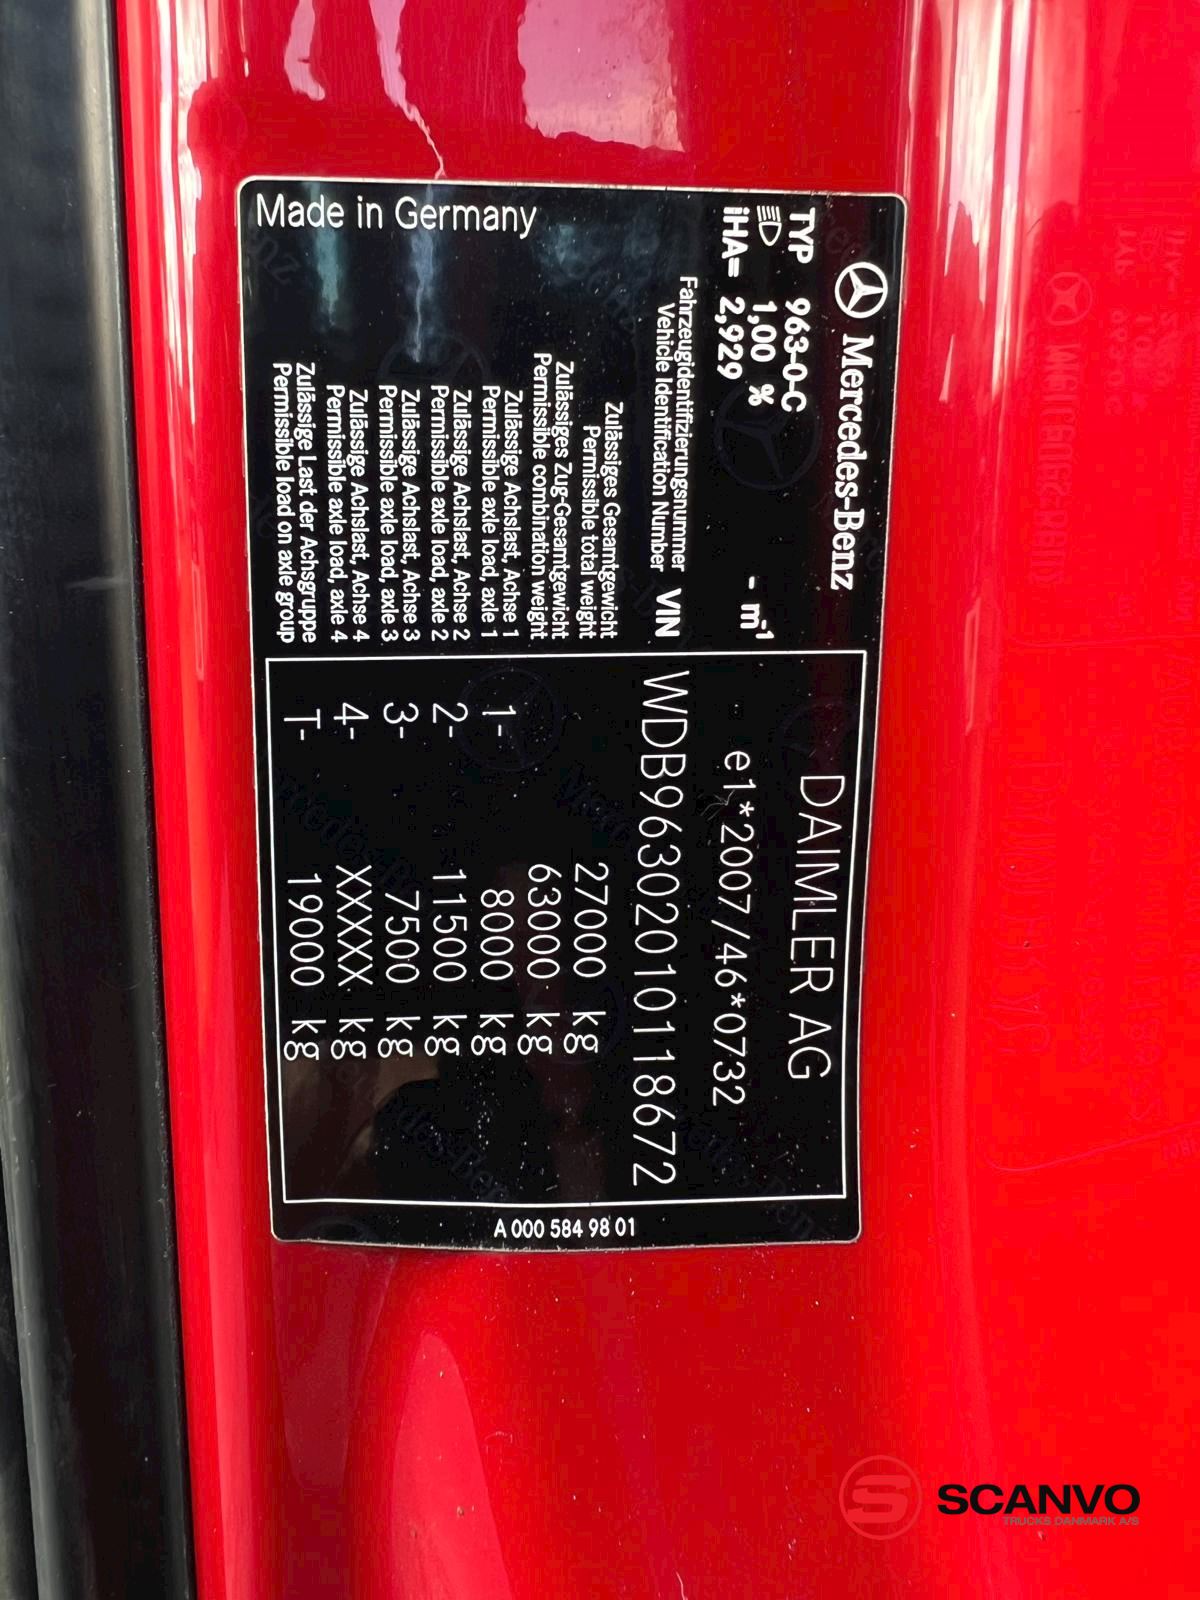 Mercedes-Benz
TYP 963-0-C
1,00 % - m⁻¹
iHA= 2,929
DAIMLER AG
e1*2007/46*0732
Fahrzeugidentifizierungsnummer
Vehicle Identification Number VIN WDB96302010118672
Zulässiges Gesamtgewicht
Permissible total weight 27000 kg
Zulässiges Zug-Gesamtgewicht
Permissible combination weight 63000 kg
Zulässige Achslast, Achse 1
Permissible axle load, axle 1 1- 8000 kg
Zulässige Achslast, Achse 2
Permissible axle load, axle 2 2- 11500 kg
Zulässige Achslast, Achse 3
Permissible axle load, axle 3 3- 7500 kg
Zulässige Achslast, Achse 4
Permissible axle load, axle 4 4- XXXXX kg
Zulässige Last der Achsgruppe
Permissible load on axle group T- 19000 kg
Made in Germany
A 000 584 98 01
SCANVO
TRUCKS DANMARK A/S